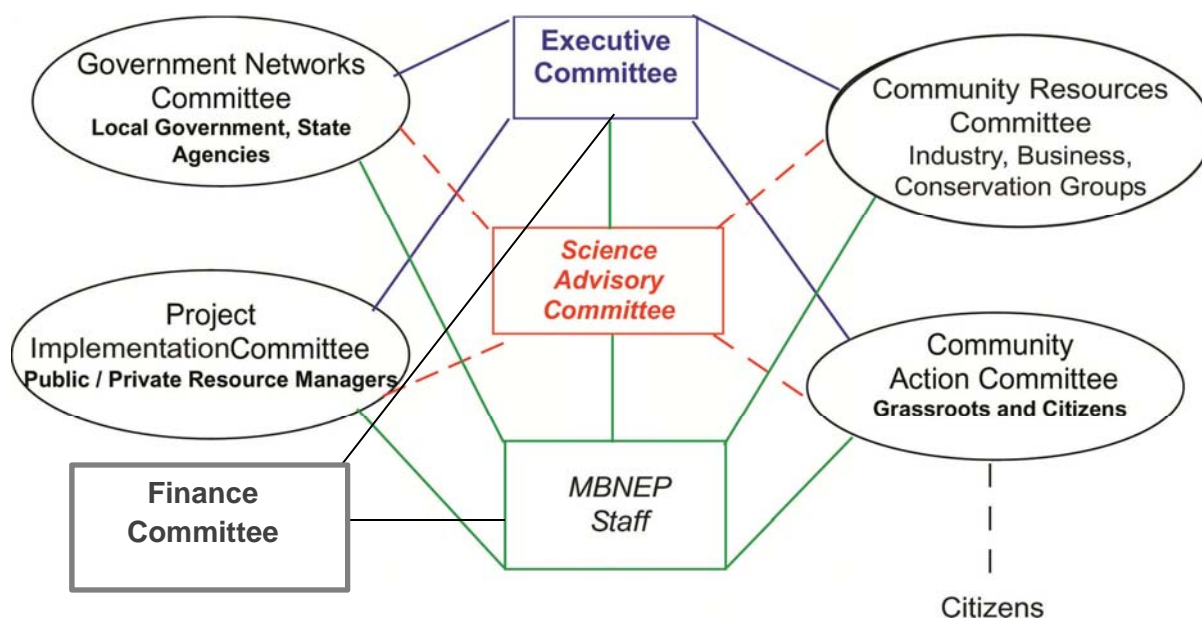 Executive
Committee
Government Networks
Committee
Local Government, State
Agencies
Community Resources
Committee
Industry, Business,
Conservation Groups
Science
Advisory
Committee
Project
ImplementationCommittee
Public / Private Resource Managers
Community
Action Committee
Grassroots and Citizens
Finance
Committee
MBNEP
Staff
Citizens